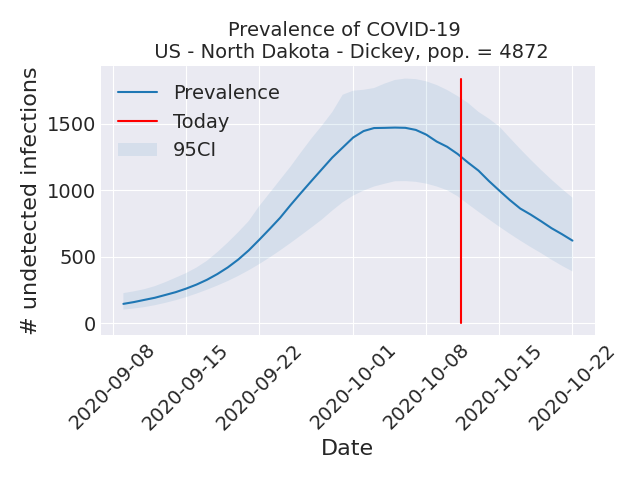 Prevalence of COVID-19
US - North Dakota - Dickey, pop. = 4872
Prevalence
Today
95CI
# undetected infections
1500
1000
500
0
2020-09-08
2020-09-15
2020-09-22
2020-10-01
2020-10-08
2020-10-15
2020-10-22
Date